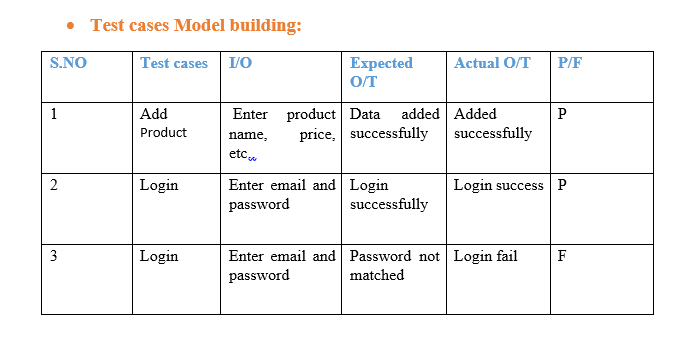 • Test cases Model building:
S.NO Test cases I/O Expected O/T Actual O/T P/F
1 Add Product Enter product name, price, etc,, Data added successfully Added successfully P
2 Login Enter email and password Login successfully Login success P
3 Login Enter email and password Password not matched Login fail F